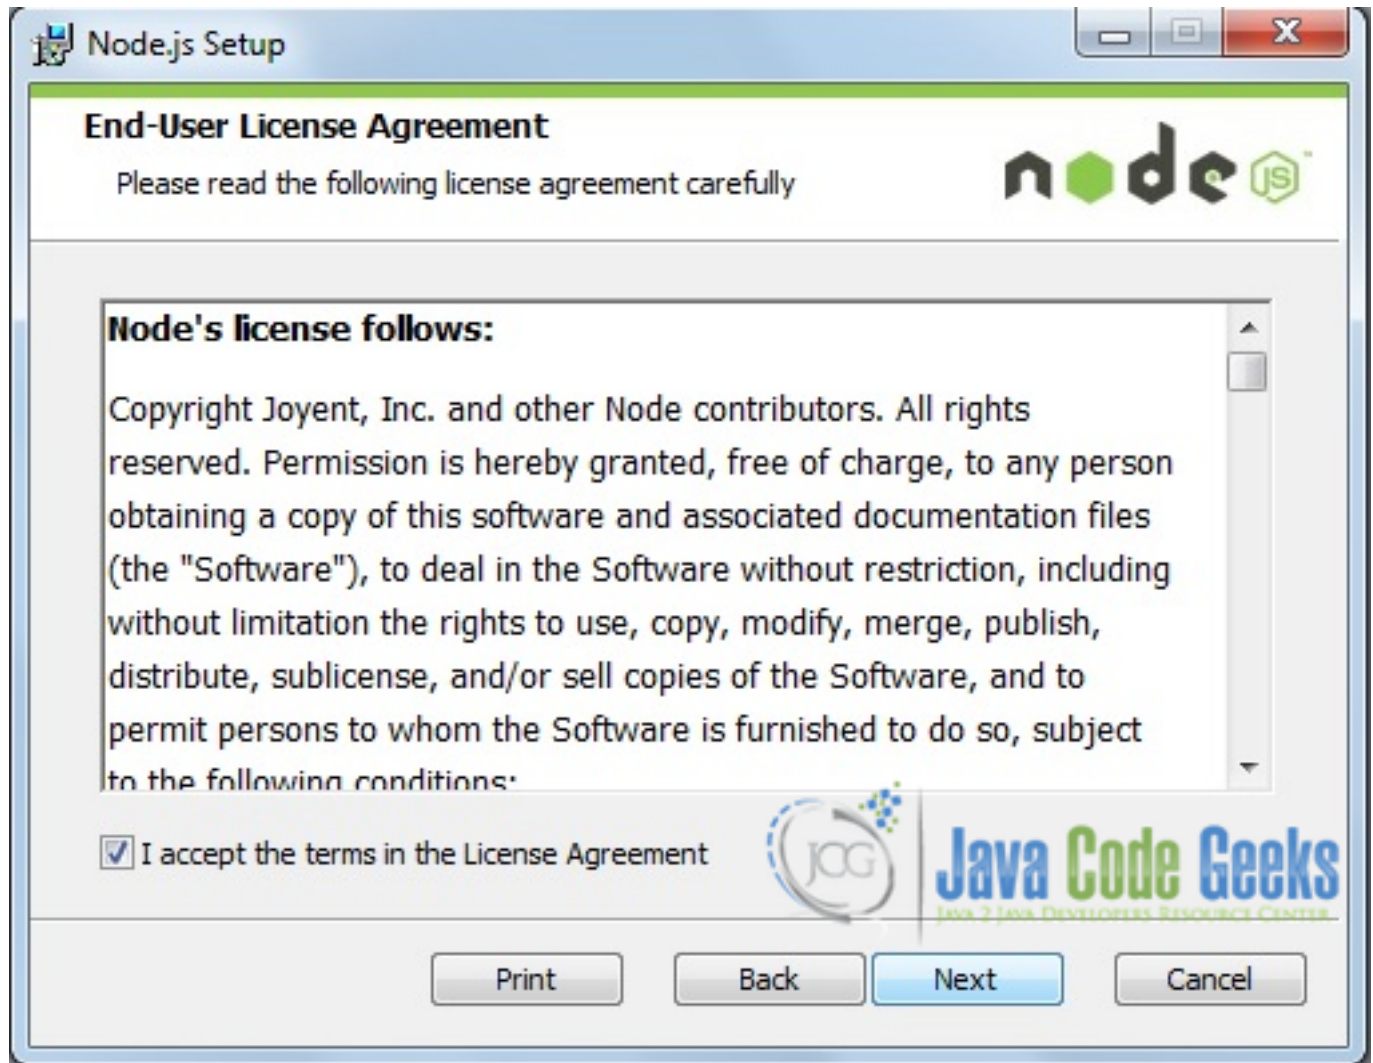 Node.js Setup
End-User License Agreement
Please read the following license agreement carefully
node JS™
Node's license follows:
Copyright Joyent, Inc. and other Node contributors. All rights
reserved. Permission is hereby granted, free of charge, to any person
obtaining a copy of this software and associated documentation files
(the "Software"), to deal in the Software without restriction, including
without limitation the rights to use, copy, modify, merge, publish,
distribute, sublicense, and/or sell copies of the Software, and to
permit persons to whom the Software is furnished to do so, subject
to the following conditions:
I accept the terms in the License Agreement
JCG
Java Code Geeks
JAVA 2 JAVA DEVELOPERS RESOURCE CENTER
Print
Back
Next
Cancel